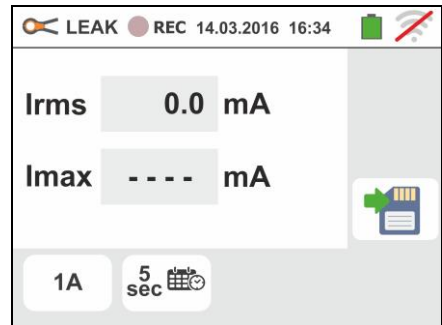 LEAK REC 14.03.2016 16:34
Irms 0.0 mA
Imax - - - - mA
1A 5 sec